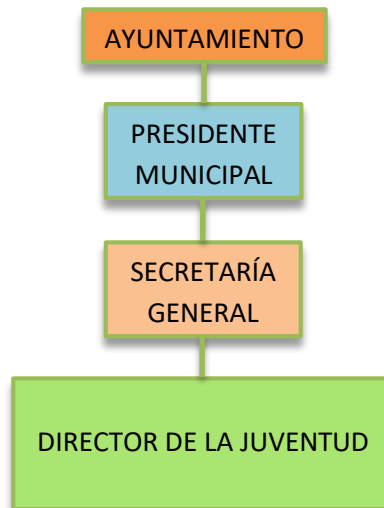 AYUNTAMIENTO
PRESIDENTE
MUNICIPAL
SECRETARÍA
GENERAL
DIRECTOR DE LA JUVENTUD